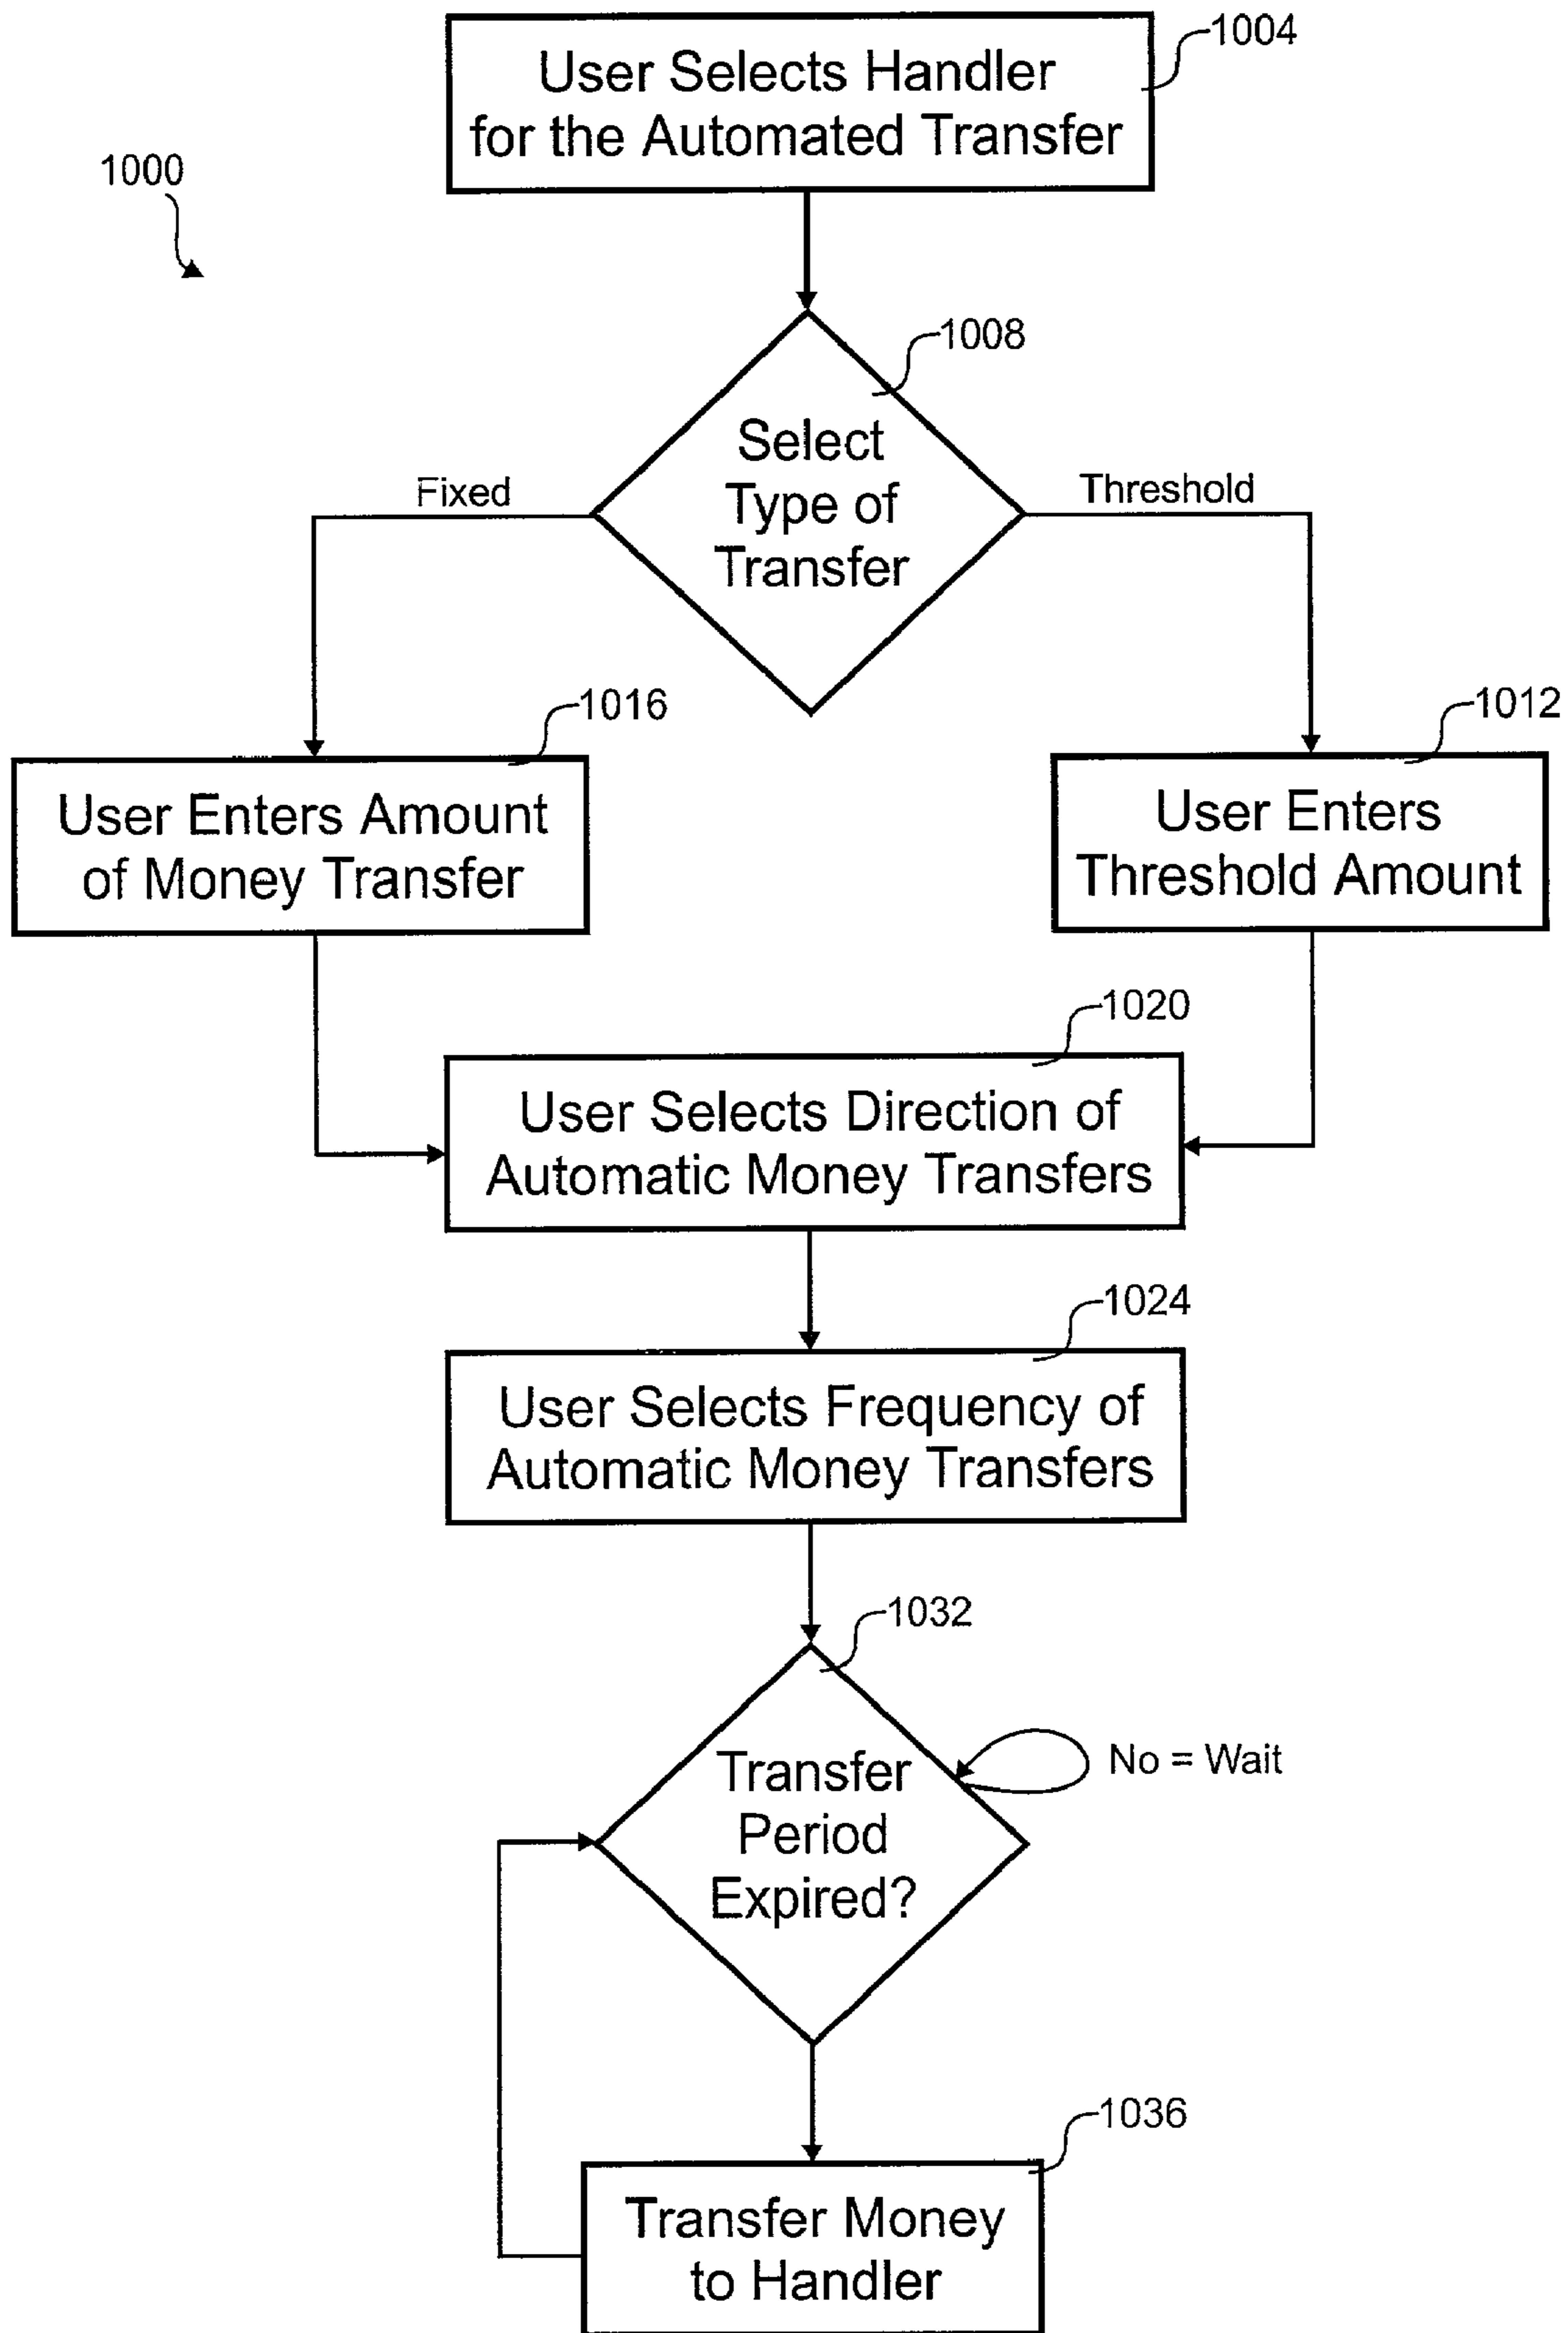 1004
User Selects Handler
for the Automated Transfer
1000
1008
Select
Type of
Transfer
Fixed
Threshold
1016
User Enters Amount
of Money Transfer
1012
User Enters
Threshold Amount
1020
User Selects Direction of
Automatic Money Transfers
1024
User Selects Frequency of
Automatic Money Transfers
1032
Transfer
Period
Expired?
No = Wait
1036
Transfer Money
to Handler